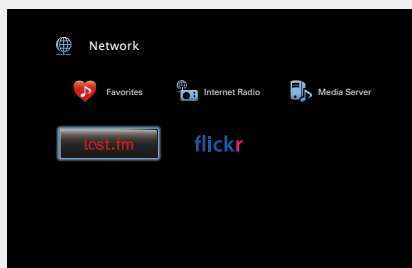 Network
Favorites
Internet Radio
Media Server
last.fm
flickr